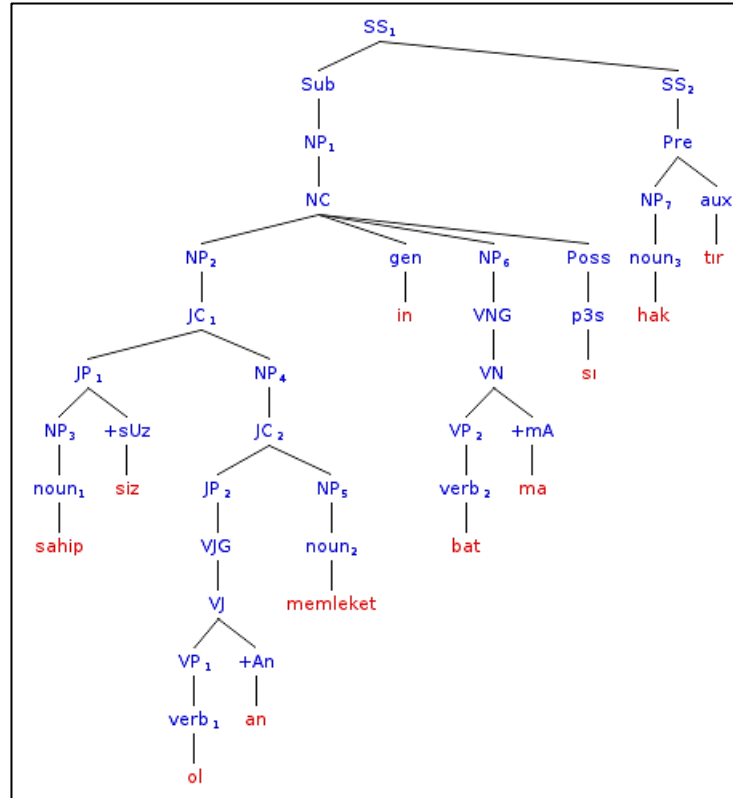 SS₁
Sub SS₂
NP₁ Pre
NC NP₇ aux
NP₂ gen NP₆ Poss noun₃ tır
JC₁ in VNG p3s hak
JP₁ NP₄ VN sı
NP₃ +sUz JC₂ VP₂ +mA
noun₁ siz JP₂ NP₅ verb₂ ma
sahip VJG noun₂ bat
VJ memleket
VP₁ +An
verb₁ an
ol